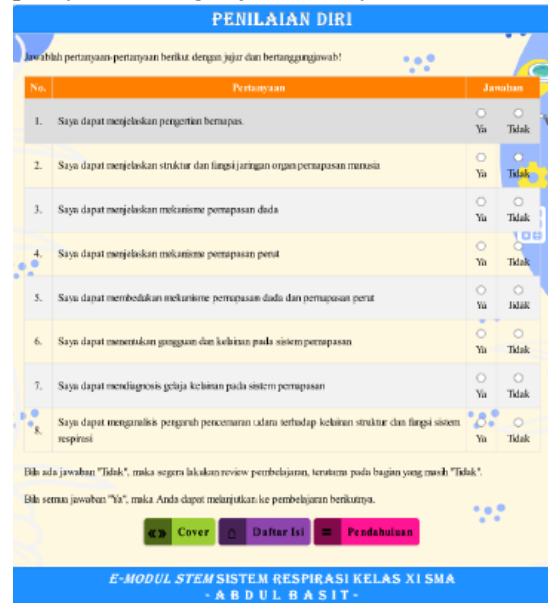 PENILAIAN DIRI
Jawablah pertanyaan-pertanyaan berikut dengan jujur dan bertanggungjawab!
No. Pertanyaan Jawaban
1. Saya dapat menjelaskan pengertian bernapas. Ya Tidak
2. Saya dapat menjelaskan struktur dan fungsi jaringan organ pernapasan manusia Ya Tidak
3. Saya dapat menjelaskan mekanisme pernapasan dada Ya Tidak
4. Saya dapat menjelaskan mekanisme pernapasan perut Ya Tidak
5. Saya dapat membedakan mekanisme pernapasan dada dan pernapasan perut Ya Tidak
6. Saya dapat menentukan gangguan dan kelainan pada sistem pernapasan Ya Tidak
7. Saya dapat mendiagnosis gelaja kelainan pada sistem pernapasan Ya Tidak
8. Saya dapat menganalisis pengaruh pencemaran udara terhadap kelainan struktur dan fungsi sistem
respirasi Ya Tidak
Bila ada jawaban "Tidak", maka segera lakukan review pembelajaran, terutama pada bagian yang masih "Tidak".
Bila semua jawaban "Ya", maka Anda dapat melanjutkan ke pembelajaran berikutnya.
Cover Daftar Isi Pendahuluan
E-MODUL STEM SISTEM RESPIRASI KELAS XI SMA
- ABDUL BASIT -